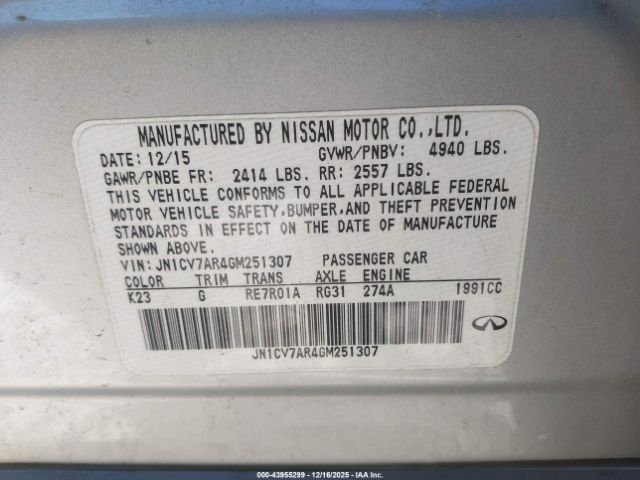 MANUFACTURED BY NISSAN MOTOR CO.,LTD.
DATE: 12/15 GVWR/PNBV: 4940 LBS.
GAWR/PNBE FR: 2414 LBS. RR: 2557 LBS.
THIS VEHICLE CONFORMS TO ALL APPLICABLE FEDERAL
MOTOR VEHICLE SAFETY,BUMPER,AND THEFT PREVENTION
STANDARDS IN EFFECT ON THE DATE OF MANUFACTURE
SHOWN ABOVE.
VIN: JN1CV7AR4GM251307 PASSENGER CAR
COLOR TRIM TRANS AXLE ENGINE
K23 G RE7R01A RG31 274A 1991CC
JN1CV7AR4GM251307
INFINITI
000-43955299 - 12/16/2025 - IAA Inc.